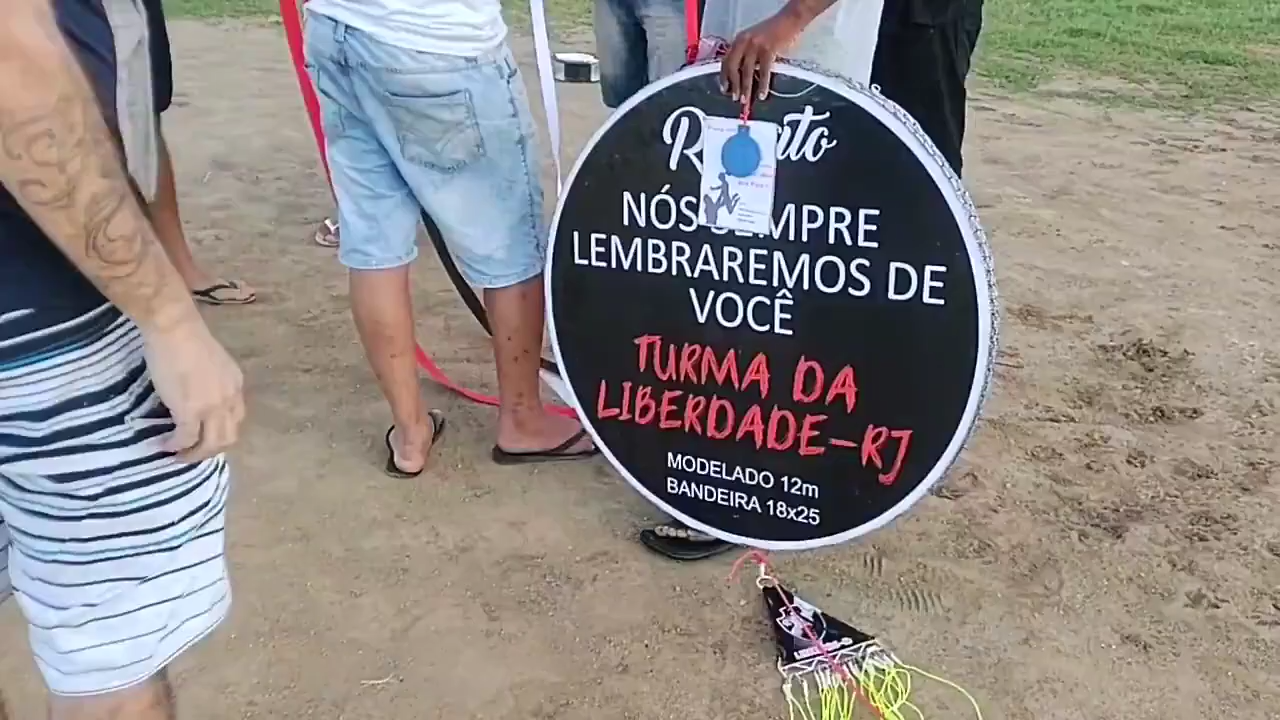 NÓS SEMPRE
LEMBRAREMOS DE
VOCÊ
TURMA DA
LIBERDADE-RJ
MODELADO 12m
BANDEIRA 18x25